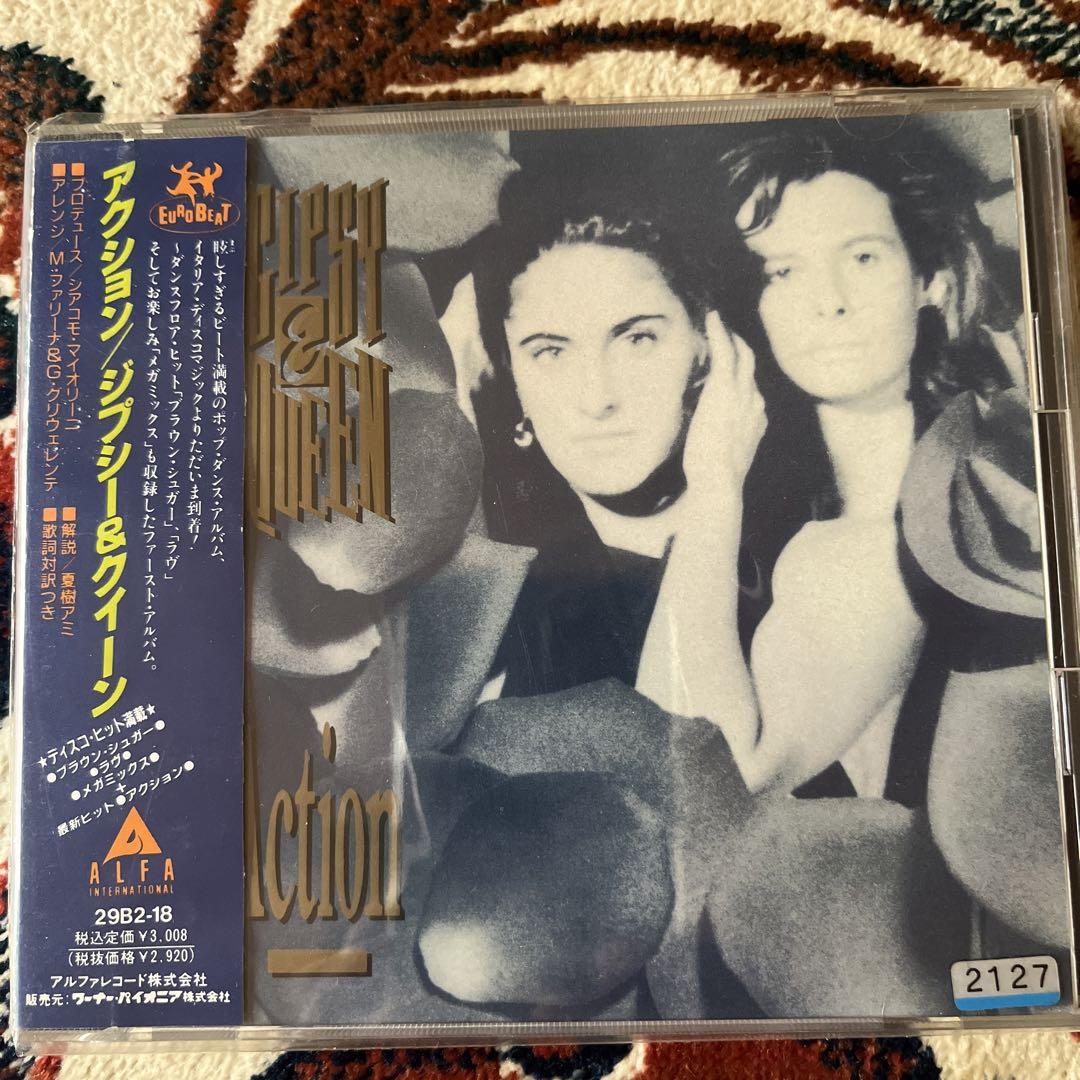 EUROBEAT
眩しすぎるビート満載のポップ・ダンス・アルバム、
イタリア・ディスコマジックよりただいま到着!
~ダンスフロア・ヒット「ブラウン・シュガー」、「ラヴ」
そしてお楽しみ「メガミックス」も収録したファースト・アルバム。
アクション/ジプシー&クイーン
■プロデュース/シアコモ・マイオリーニ
■アレンジ/M・ファリーナ&G・グリウェレンテ
■解説/夏樹アミ
■歌詞対訳つき
★ディスコ・ヒット満載★
●ブラウン・シュガー●
●ラヴ●
●メガミックス●
+
最新ヒット●アクション●
ALFA
INTERNATIONAL
29B2-18
税込定価¥3,008
(税抜価格¥2,920)
アルファレコード株式会社
販売元:ワーナー・パイオニア株式会社
GIPSY
&
QUEEN
Action
2127